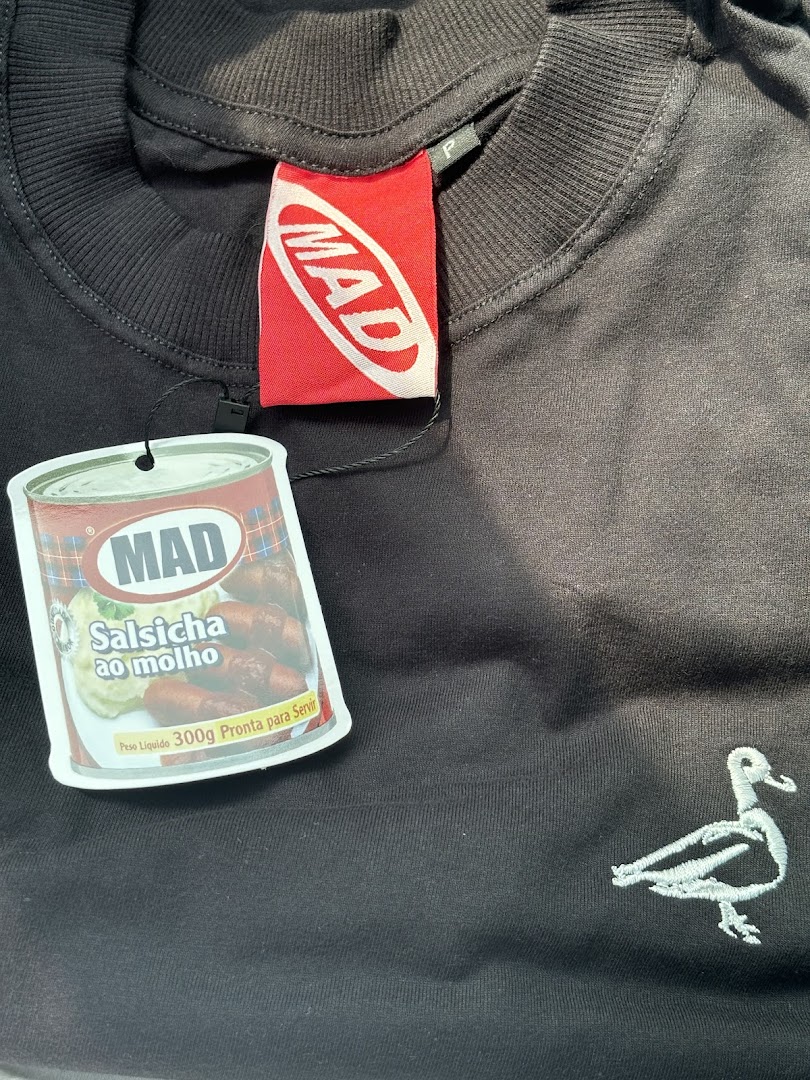 P
MAD
MAD
®
Salsicha
ao molho
Peso Líquido 300g Pronta para Servir